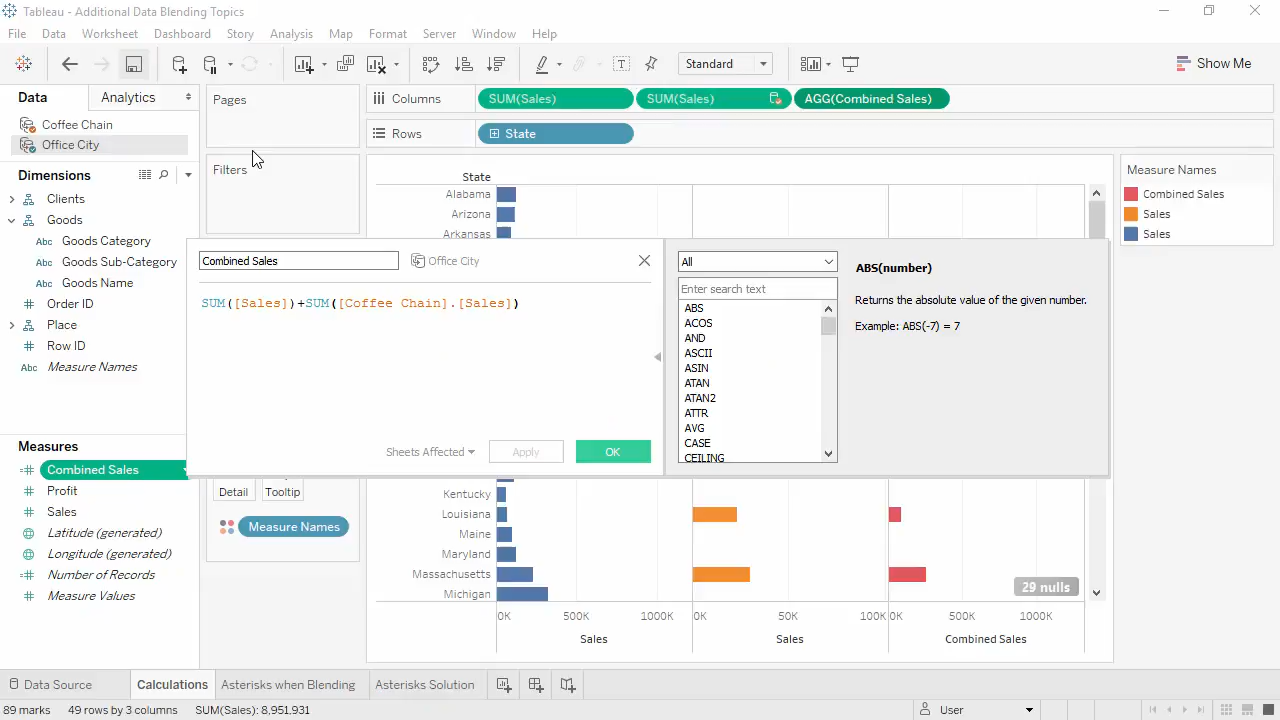 Tableau - Additional Data Blending Topics
File Data Worksheet Dashboard Story Analysis Map Format Server Window Help
Standard
Show Me
Data Analytics
Pages
Columns SUM(Sales) SUM(Sales) AGG(Combined Sales)
Coffee Chain
Office City
Rows State
Filters
Dimensions
Clients
Goods
Abc Goods Category
Abc Goods Sub-Category
Abc Goods Name
Order ID
Place
Row ID
Abc Measure Names
Measures
Combined Sales
Profit
Sales
Latitude (generated)
Longitude (generated)
Number of Records
Measure Values
State
Alabama
Arizona
Arkansas
Measure Names
Combined Sales
Sales
Sales
Combined Sales Office City
SUM([Sales])+SUM([Coffee Chain].[Sales])
Sheets Affected Apply OK
All
Enter search text
ABS
ACOS
AND
ASCII
ASIN
ATAN
ATAN2
ATTR
AVG
CASE
CEILING
ABS(number)
Returns the absolute value of the given number.
Example: ABS(-7) = 7
Detail Tooltip
Measure Names
Kentucky
Louisiana
Maine
Maryland
Massachusetts
Michigan
29 nulls
0K 500K 1000K 0K 50K 100K 0K 500K 1000K
Sales Sales Combined Sales
Data Source Calculations Asterisks when Blending Asterisks Solution
89 marks 49 rows by 3 columns SUM(Sales): 8,951,931 User